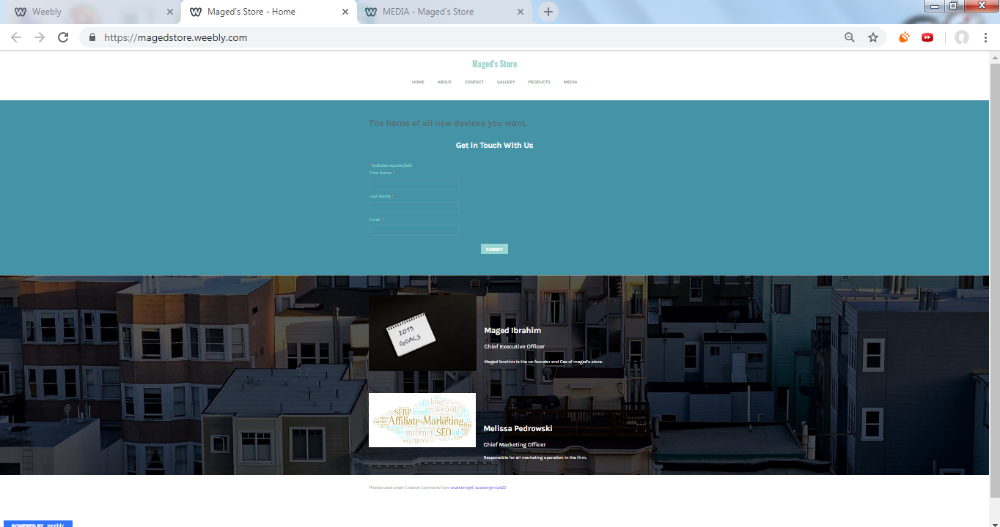 Weebly
Maged's Store - Home
MEDIA - Maged's Store
https://magedstore.weebly.com
Maged's Store
HOME ABOUT CONTACT GALLERY PRODUCTS MEDIA
The home of all new devices you want.
Get in Touch With Us
*Indicates required field
First Name *
Last Name *
Email *
SUBMIT
2019
GOALS
Maged Ibrahim
Chief Executive Officer
Maged Ibrahim is the co-founder and Ceo of maged's store.
SEO blog website
SERP leads
Affiliate Marketing
internet SEO ads
articles
Melissa Pedrowski
Chief Marketing Officer
Responsible for all marketing operation in the firm.
Photos used under Creative Commons from wuestenigel, scootergenius02
POWERED BY weebly